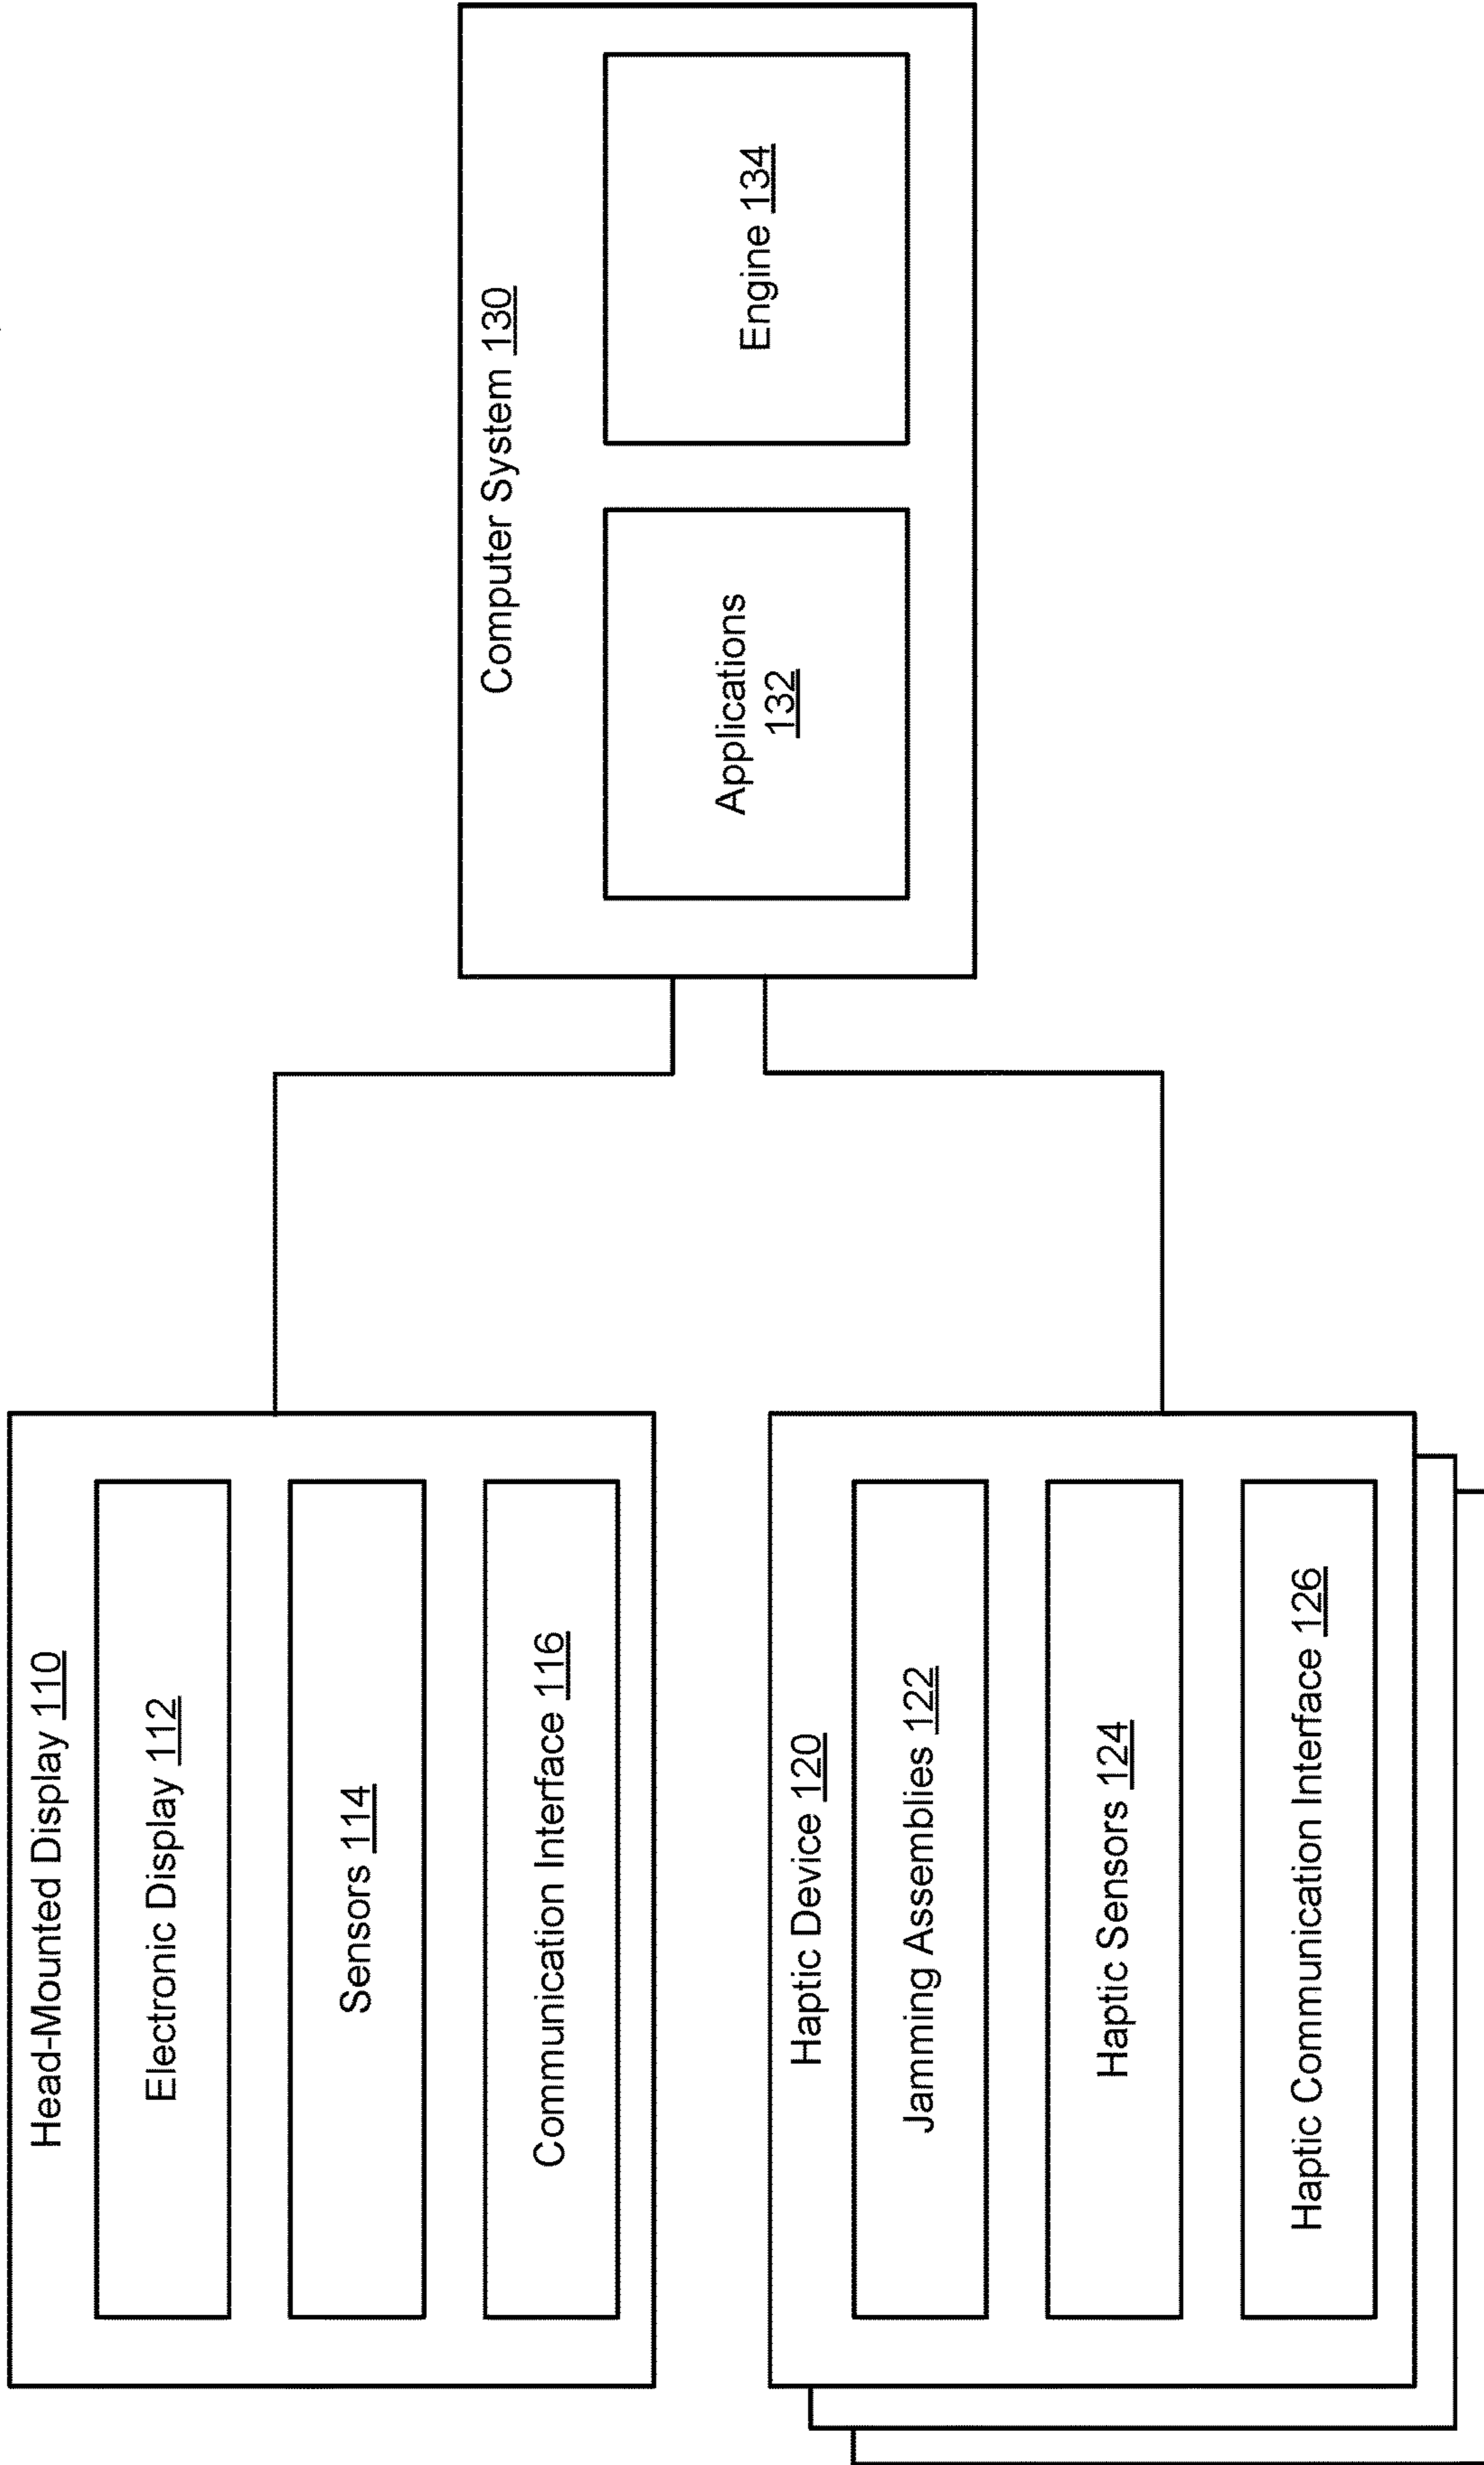 Head-Mounted Display 110
Electronic Display 112
Sensors 114
Communication Interface 116
Haptic Device 120
Jamming Assemblies 122
Haptic Sensors 124
Haptic Communication Interface 126
Computer System 130
Applications
132
Engine 134